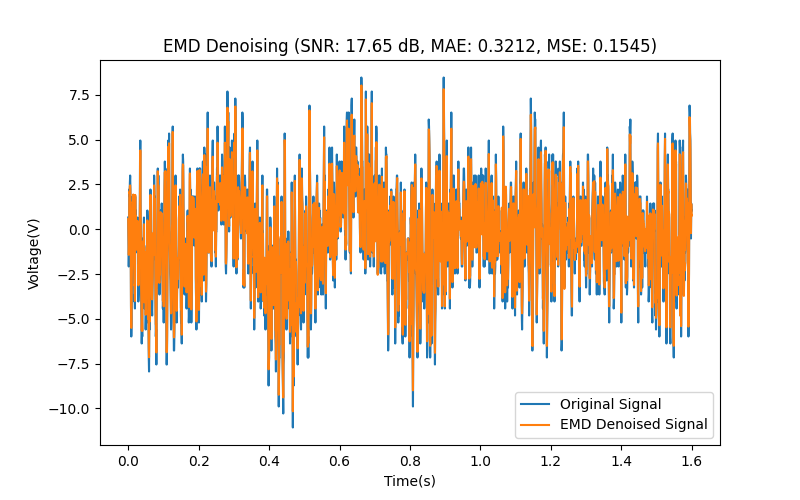 EMD Denoising (SNR: 17.65 dB, MAE: 0.3212, MSE: 0.1545)
7.5
5.0
2.5
0.0
−2.5
−5.0
−7.5
−10.0
Voltage(V)
0.0 0.2 0.4 0.6 0.8 1.0 1.2 1.4 1.6
Time(s)
Original Signal
EMD Denoised Signal